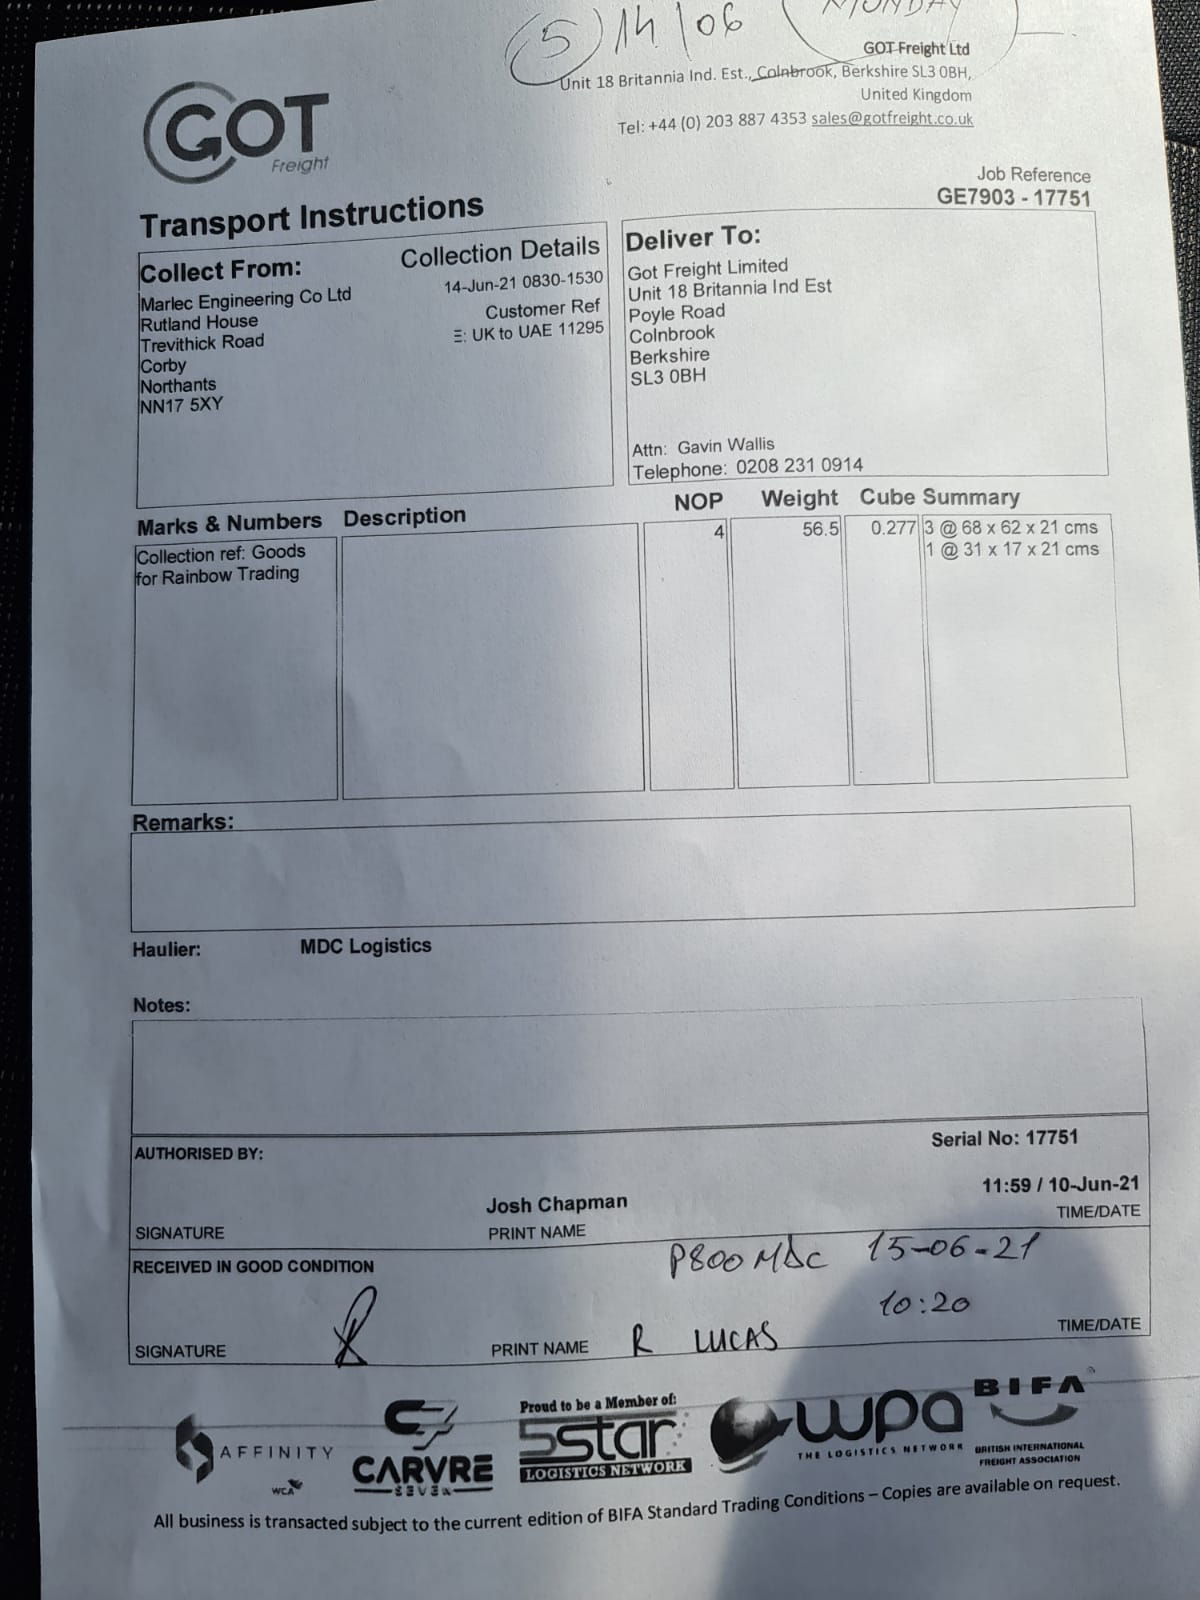 (5) 14/06 (MONDAY)
GOT Freight Ltd
Unit 18 Britannia Ind. Est., Colnbrook, Berkshire SL3 0BH,
United Kingdom
Tel: +44 (0) 203 887 4353 sales@gotfreight.co.uk
GOT
Freight
Job Reference
GE7903 - 17751
Transport Instructions
Collect From:
Marlec Engineering Co Ltd
Rutland House
Trevithick Road
Corby
Northants
NN17 5XY
Collection Details
14-Jun-21 0830-1530
Customer Ref
UK to UAE 11295
Deliver To:
Got Freight Limited
Unit 18 Britannia Ind Est
Poyle Road
Colnbrook
Berkshire
SL3 0BH
Attn: Gavin Wallis
Telephone: 0208 231 0914
Marks & Numbers Description NOP Weight Cube Summary
Collection ref: Goods
for Rainbow Trading
4 56.5 0.277 3 @ 68 x 62 x 21 cms
1 @ 31 x 17 x 21 cms
Remarks:
Haulier: MDC Logistics
Notes:
AUTHORISED BY:
Serial No: 17751
Josh Chapman
11:59 / 10-Jun-21
SIGNATURE PRINT NAME TIME/DATE
RECEIVED IN GOOD CONDITION
P800 MDC 15-06-21
10:20
SIGNATURE PRINT NAME R LUCAS TIME/DATE
AFFINITY
WCA
CARVRE
SEVEN
Proud to be a Member of:
5star
LOGISTICS NETWORK
wpa
THE LOGISTICS NETWORK
BIFA
BRITISH INTERNATIONAL
FREIGHT ASSOCIATION
All business is transacted subject to the current edition of BIFA Standard Trading Conditions – Copies are available on request.